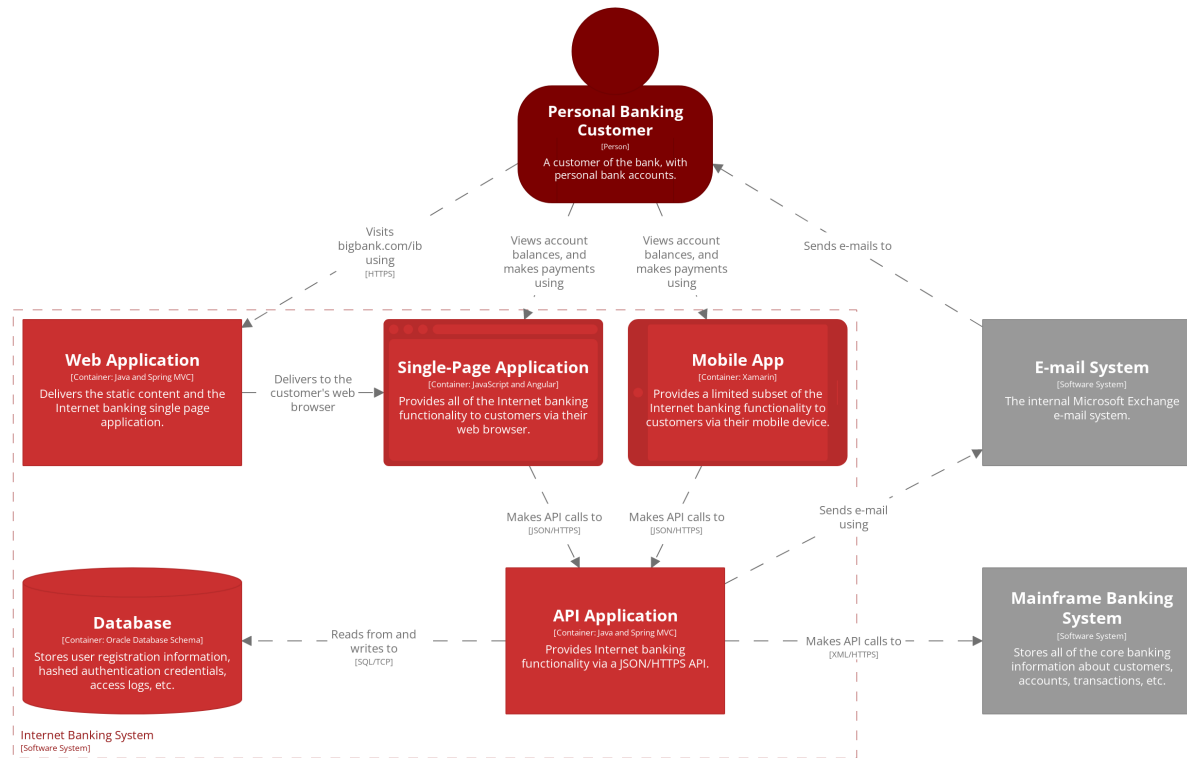 Personal Banking
Customer
[Person]
A customer of the bank, with
personal bank accounts.
Visits
bigbank.com/ib
using
[HTTPS]
Views account
balances, and
makes payments
using
Views account
balances, and
makes payments
using
Sends e-mails to
Web Application
[Container: Java and Spring MVC]
Delivers the static content and the
Internet banking single page
application.
Delivers to the
customer's web
browser
Single-Page Application
[Container: JavaScript and Angular]
Provides all of the Internet banking
functionality to customers via their
web browser.
Mobile App
[Container: Xamarin]
Provides a limited subset of the
Internet banking functionality to
customers via their mobile device.
E-mail System
[Software System]
The internal Microsoft Exchange
e-mail system.
Makes API calls to
[JSON/HTTPS]
Makes API calls to
[JSON/HTTPS]
Sends e-mail
using
Database
[Container: Oracle Database Schema]
Stores user registration information,
hashed authentication credentials,
access logs, etc.
Reads from and
writes to
[SQL/TCP]
API Application
[Container: Java and Spring MVC]
Provides Internet banking
functionality via a JSON/HTTPS API.
Makes API calls to
[XML/HTTPS]
Mainframe Banking
System
[Software System]
Stores all of the core banking
information about customers,
accounts, transactions, etc.
Internet Banking System
[Software System]